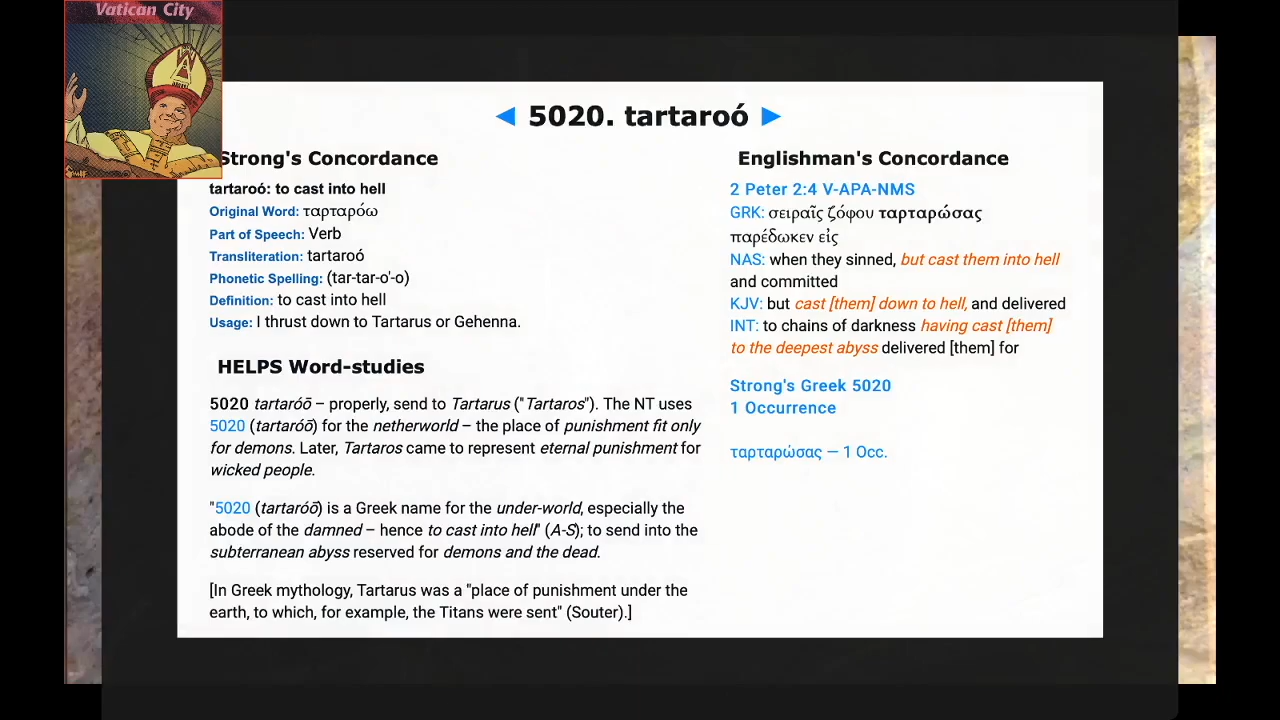 Vatican City
◄ 5020. tartaroó ►
Strong's Concordance
tartaroó: to cast into hell
Original Word: ταρταρόω
Part of Speech: Verb
Transliteration: tartaroó
Phonetic Spelling: (tar-tar-o'-o)
Definition: to cast into hell
Usage: I thrust down to Tartarus or Gehenna.
HELPS Word-studies
5020 tartaróō – properly, send to Tartarus ("Tartaros"). The NT uses
5020 (tartaróō) for the netherworld – the place of punishment fit only
for demons. Later, Tartaros came to represent eternal punishment for
wicked people.
"5020 (tartaróō) is a Greek name for the under-world, especially the
abode of the damned – hence to cast into hell" (A-S); to send into the
subterranean abyss reserved for demons and the dead.
[In Greek mythology, Tartarus was a "place of punishment under the
earth, to which, for example, the Titans were sent" (Souter).]
Englishman's Concordance
2 Peter 2:4 V-APA-NMS
GRK: σειραῖς ζόφου ταρταρώσας
παρέδωκεν εἰς
NAS: when they sinned, but cast them into hell
and committed
KJV: but cast [them] down to hell, and delivered
INT: to chains of darkness having cast [them]
to the deepest abyss delivered [them] for
Strong's Greek 5020
1 Occurrence
ταρταρώσας — 1 Occ.